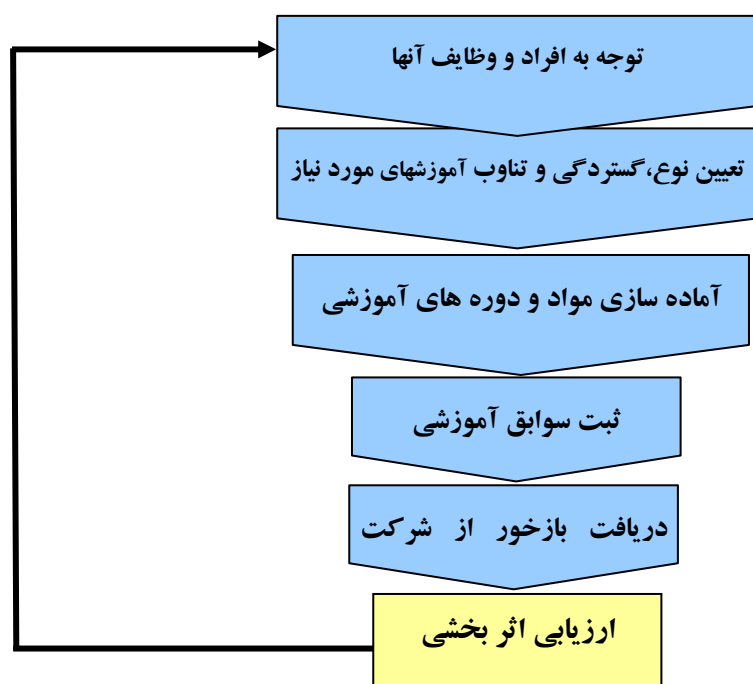 توجه به افراد و وظایف آنها
تعیین نوع،گستردگی و تناوب آموزشهای مورد نیاز
آماده سازی مواد و دوره های آموزشی
ثبت سوابق آموزشی
دریافت بازخور از شرکت
ارزیابی اثر بخشی